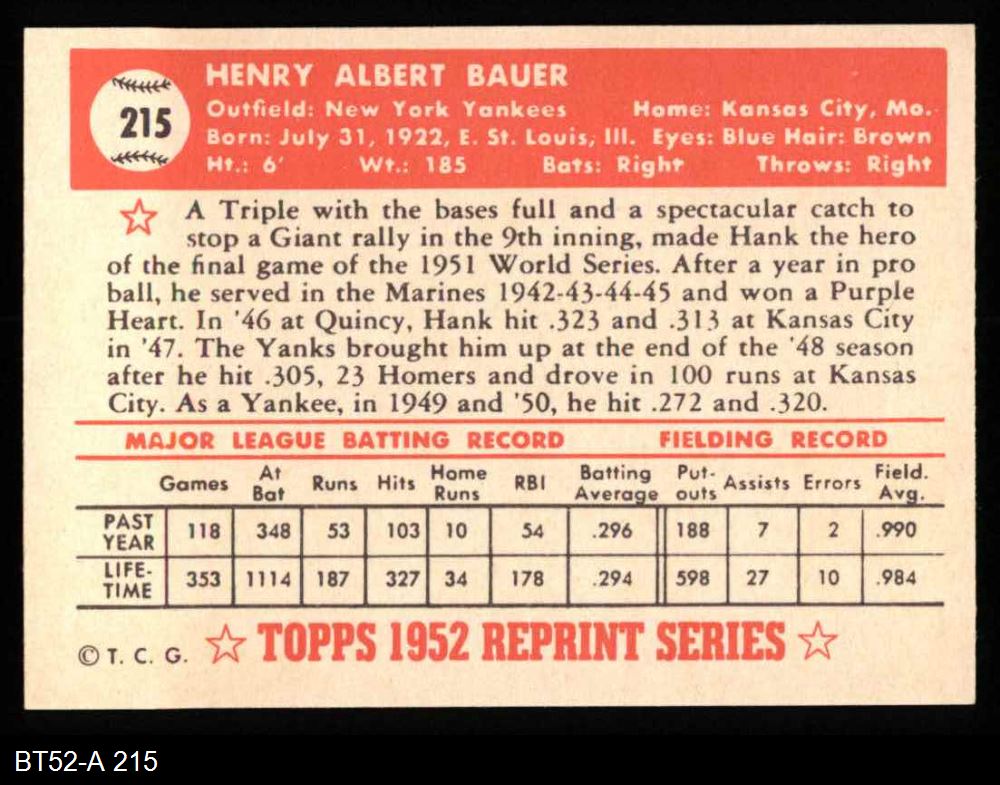 215
HENRY ALBERT BAUER
Outfield: New York Yankees Home: Kansas City, Mo.
Born: July 31, 1922, E. St. Louis, Ill. Eyes: Blue Hair: Brown
Ht.: 6' Wt.: 185 Bats: Right Throws: Right
A Triple with the bases full and a spectacular catch to
stop a Giant rally in the 9th inning, made Hank the hero
of the final game of the 1951 World Series. After a year in pro
ball, he served in the Marines 1942-43-44-45 and won a Purple
Heart. In '46 at Quincy, Hank hit .323 and .313 at Kansas City
in '47. The Yanks brought him up at the end of the '48 season
after he hit .305, 23 Homers and drove in 100 runs at Kansas
City. As a Yankee, in 1949 and '50, he hit .272 and .320.
MAJOR LEAGUE BATTING RECORD FIELDING RECORD
Games At Bat Runs Hits Home Runs RBI Batting Average Put-outs Assists Errors Field. Avg.
PAST YEAR 118 348 53 103 10 54 .296 188 7 2 .990
LIFE-TIME 353 1114 187 327 34 178 .294 598 27 10 .984
© T. C. G. TOPPS 1952 REPRINT SERIES
BT52-A 215